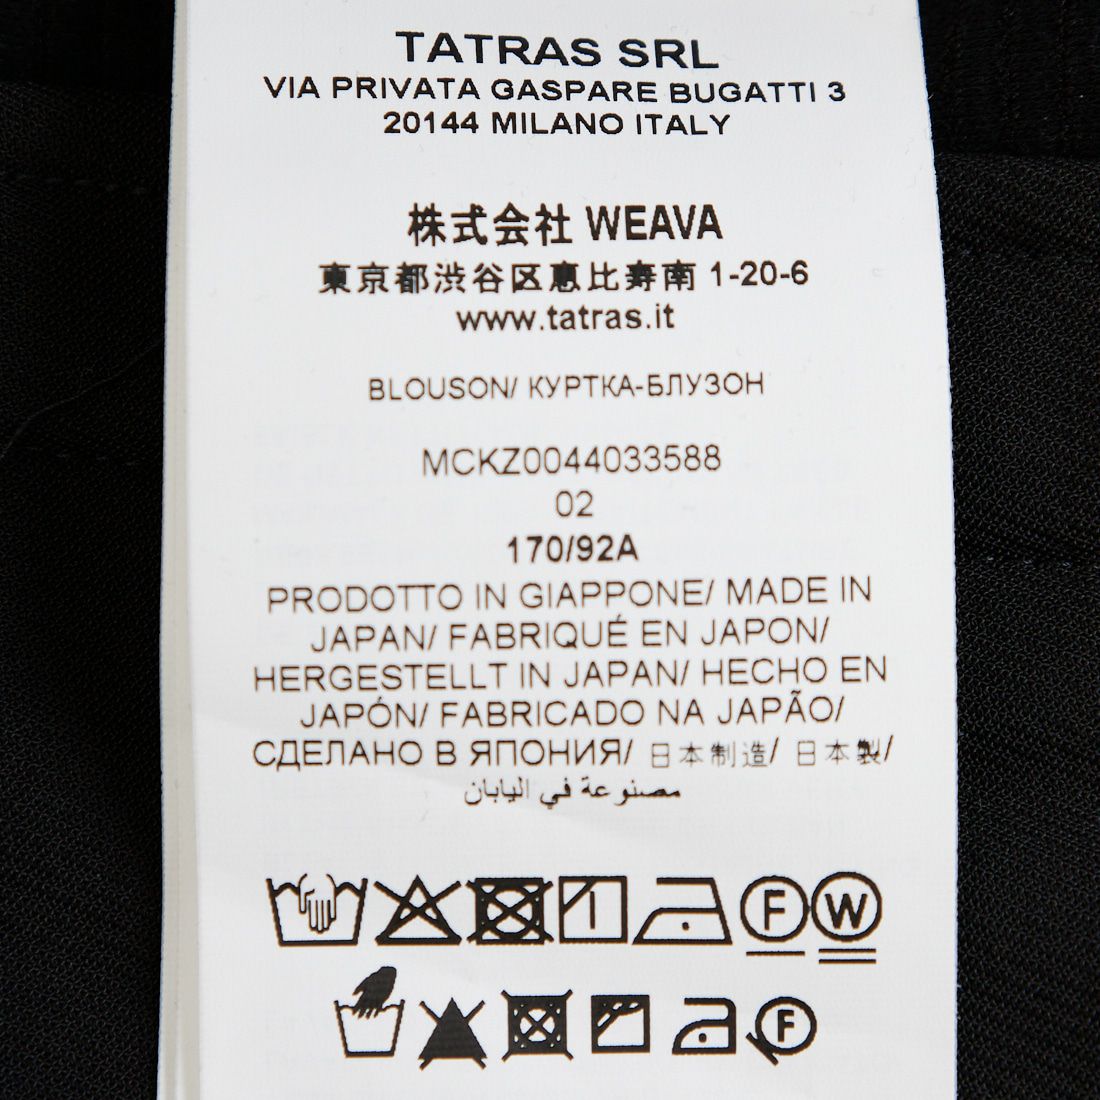 TATRAS SRL
VIA PRIVATA GASPARE BUGATTI 3
20144 MILANO ITALY
株式会社 WEAVA
東京都渋谷区恵比寿南 1-20-6
www.tatras.it
BLOUSON/ КУРТКА-БЛУЗОН
MCKZ0044033588
02
170/92A
PRODOTTO IN GIAPPONE/ MADE IN
JAPAN/ FABRIQUÉ EN JAPON/
HERGESTELLT IN JAPAN/ HECHO EN
JAPÓN/ FABRICADO NA JAPÃO/
СДЕЛАНО В ЯПОНИЯ/ 日本制造/ 日本製/
مصنوعة في اليابان
F W
F